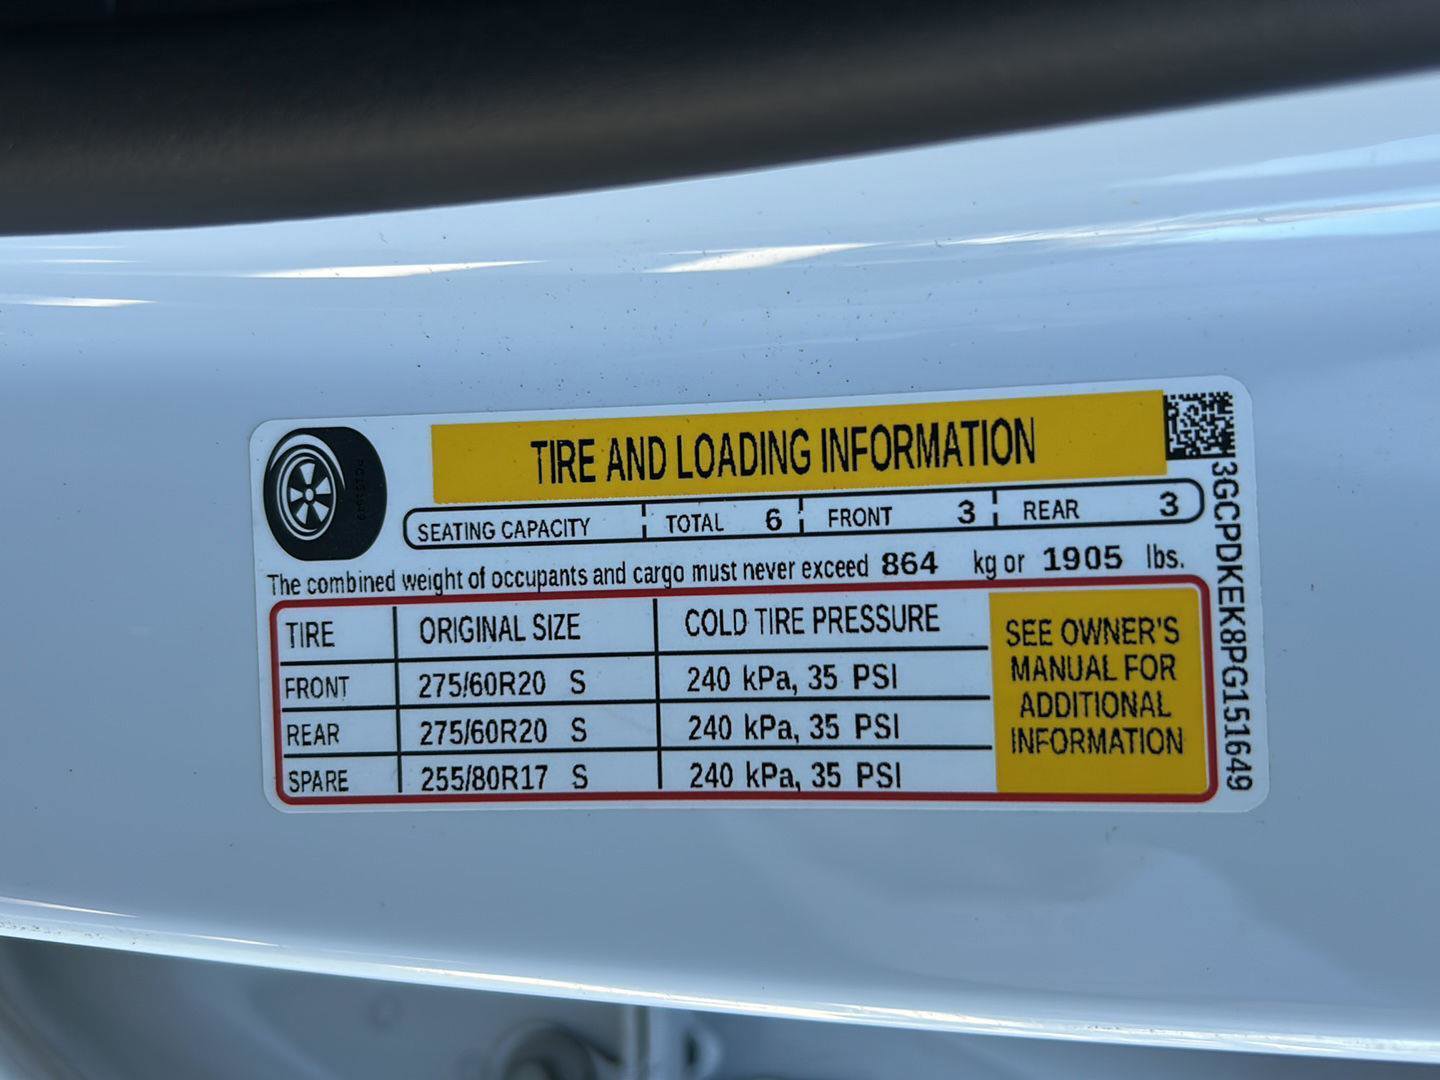 TIRE AND LOADING INFORMATION
SEATING CAPACITY TOTAL 6 FRONT 3 REAR 3
The combined weight of occupants and cargo must never exceed 864 kg or 1905 lbs.
TIRE ORIGINAL SIZE COLD TIRE PRESSURE
FRONT 275/60R20 S 240 kPa, 35 PSI
REAR 275/60R20 S 240 kPa, 35 PSI
SPARE 255/80R17 S 240 kPa, 35 PSI
SEE OWNER'S
MANUAL FOR
ADDITIONAL
INFORMATION
3GCPDKEK8PG151649